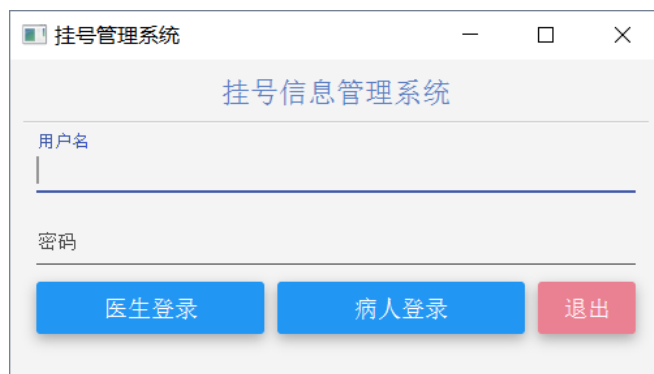 挂号管理系统
挂号信息管理系统
用户名
密码
医生登录 病人登录 退出